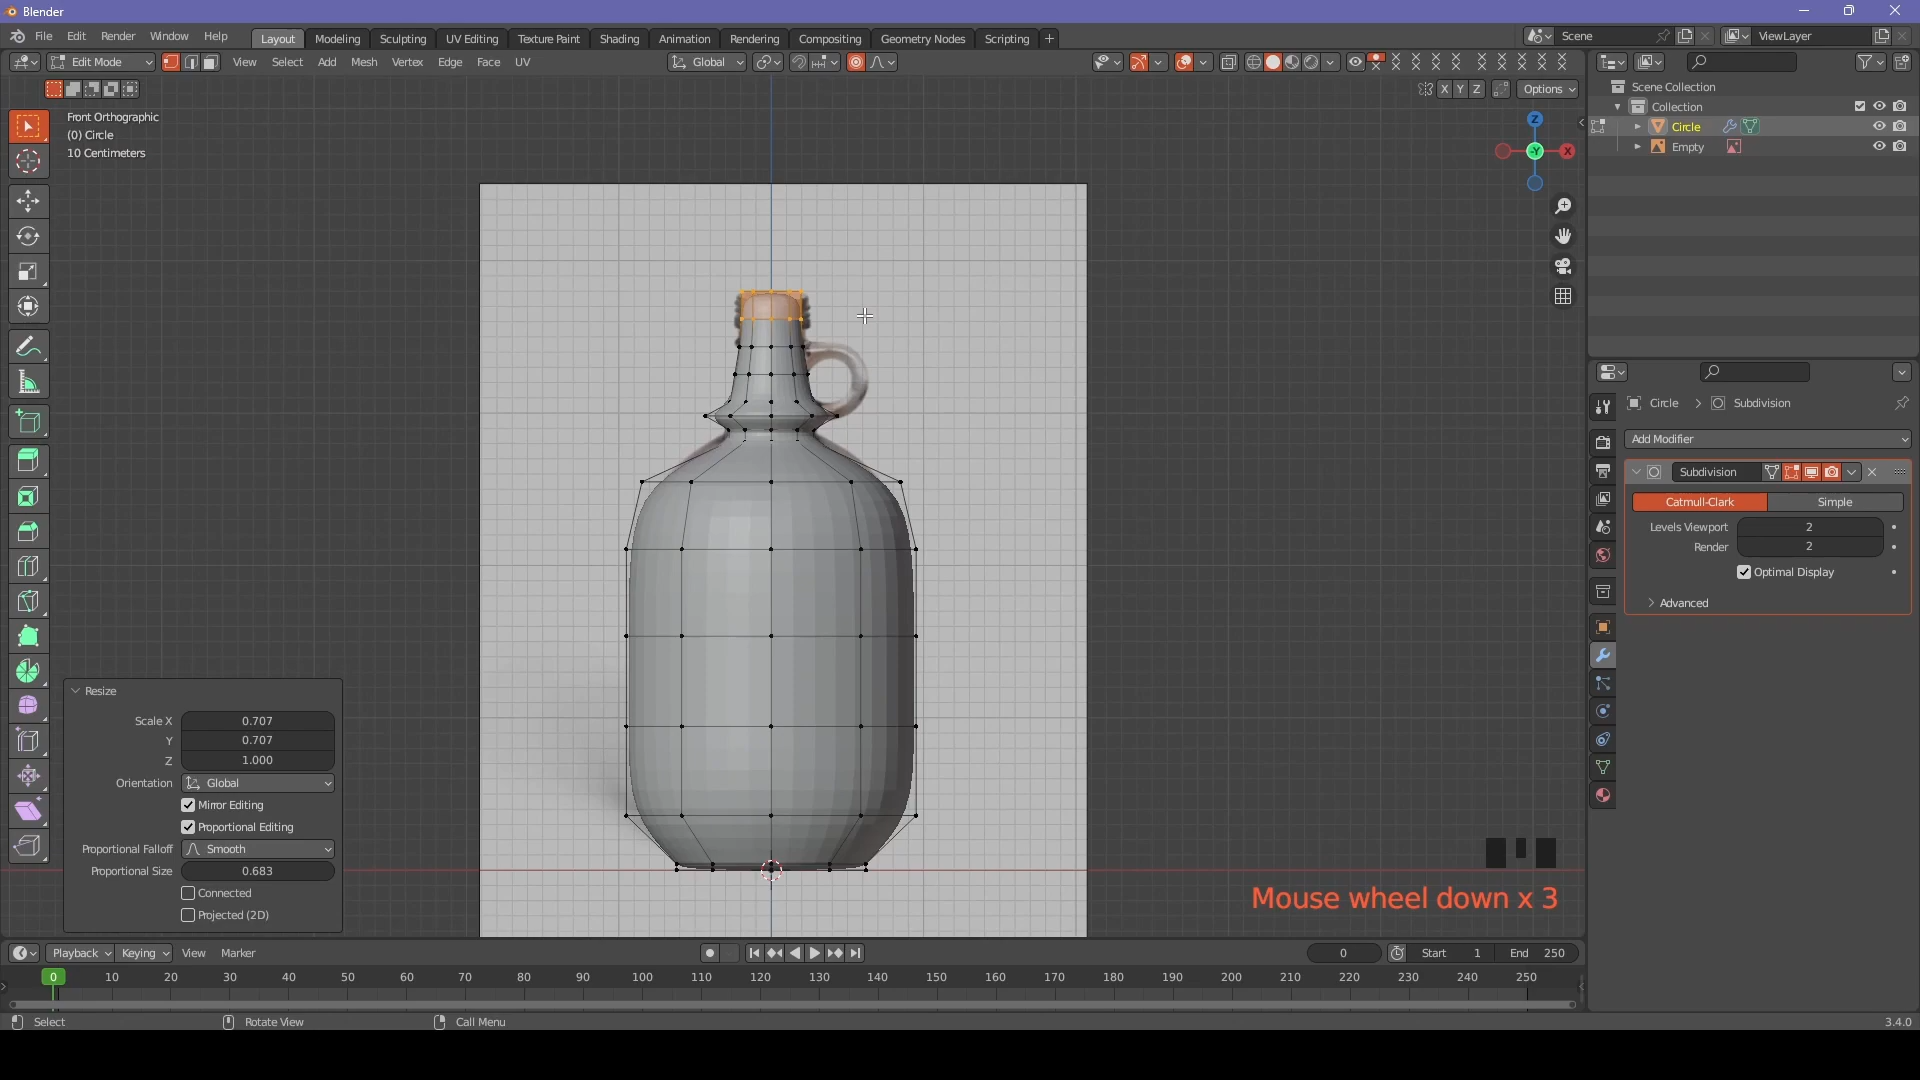 Blender
File Edit Render Window Help Layout Modeling Sculpting UV Editing Texture Paint Shading Animation Rendering Compositing Geometry Nodes Scripting Scene ViewLayer
Edit Mode View Select Add Mesh Vertex Edge Face UV Global
X Y Z Options
Front Orthographic
(0) Circle
10 Centimeters
Z
-Y X
Scene Collection
Collection
Circle
Empty
Circle > Subdivision
Add Modifier
Subdivision
Catmull-Clark Simple
Levels Viewport 2
Render 2
Optimal Display
Advanced
Resize
Scale X 0.707
Y 0.707
Z 1.000
Orientation Global
Mirror Editing
Proportional Editing
Proportional Falloff Smooth
Proportional Size 0.683
Connected
Projected (2D)
Mouse wheel down x 3
Playback Keying View Marker 0 Start 1 End 250
0 10 20 30 40 50 60 70 80 90 100 110 120 130 140 150 160 170 180 190 200 210 220 230 240 250
Select Rotate View Call Menu 3.4.0